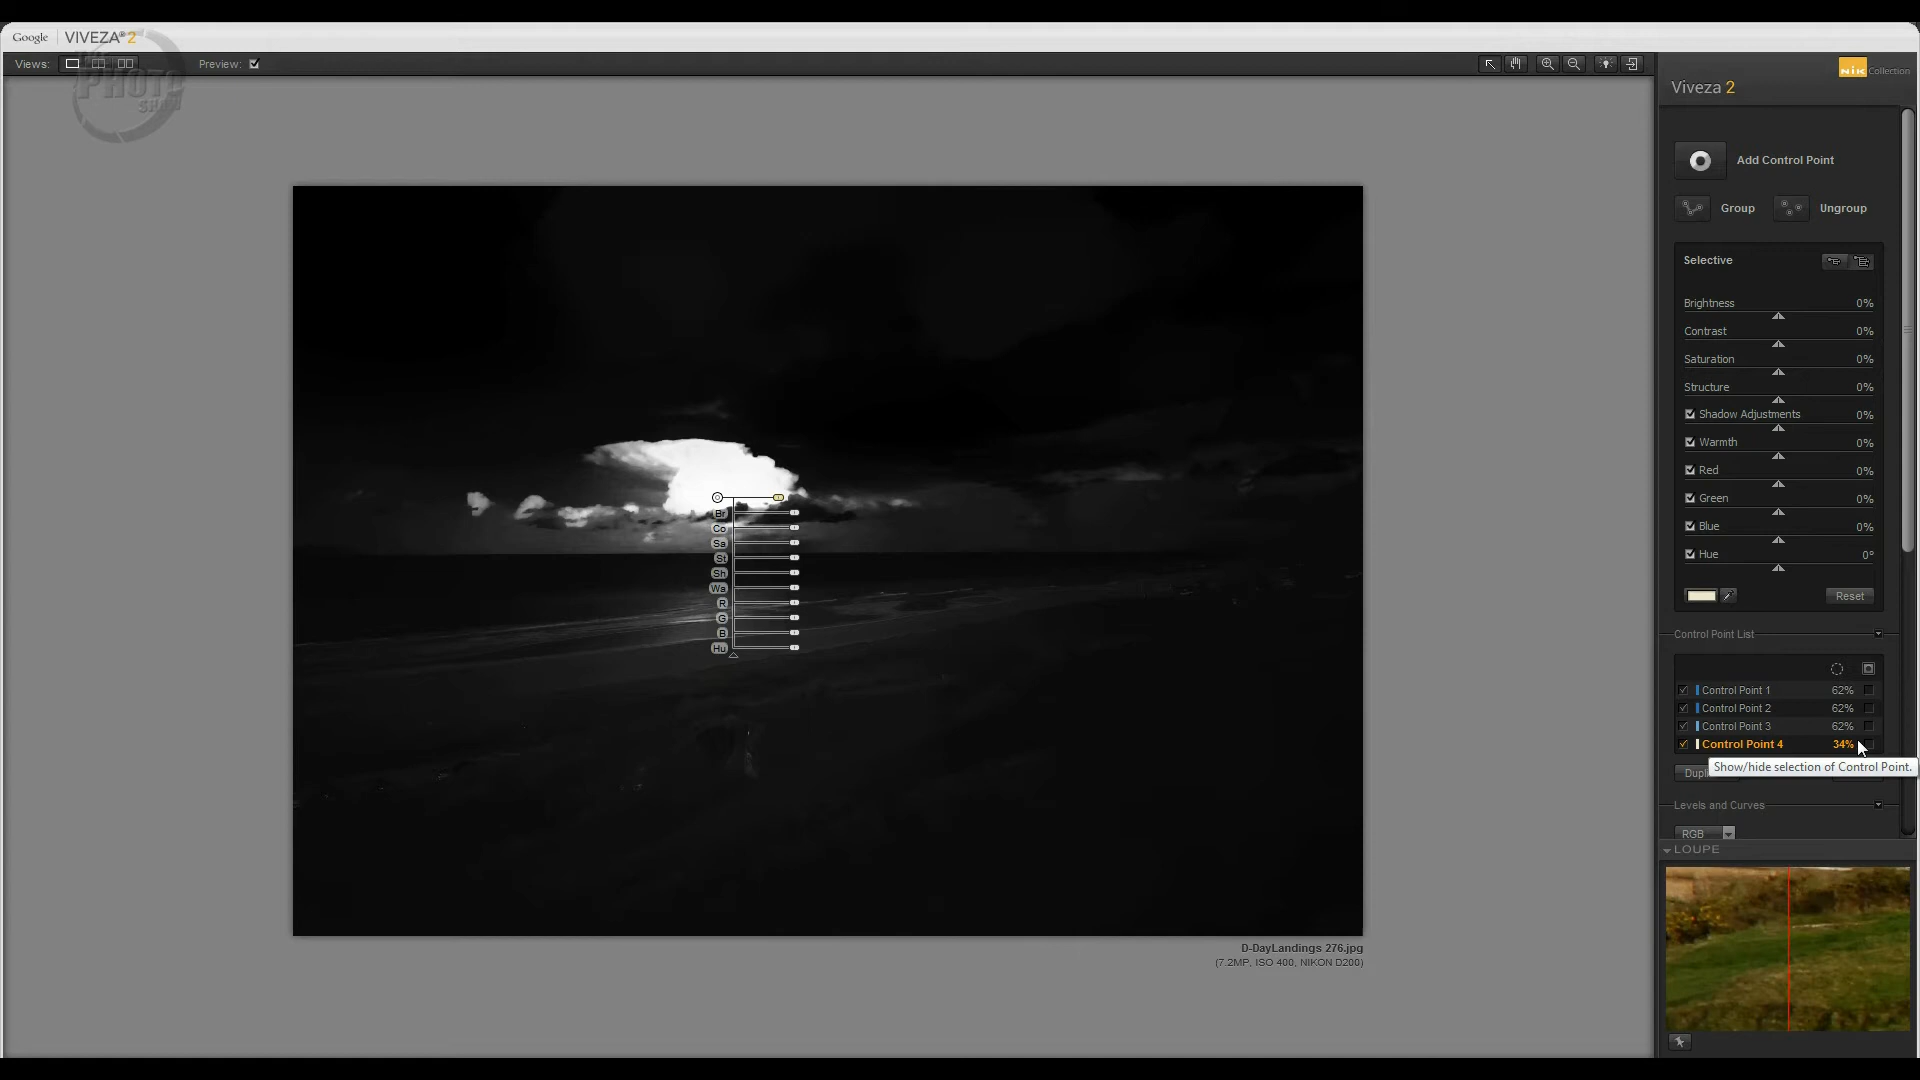 Google VIVEZA® 2
PHOTO
SHOW
Views: Preview:
NIK Collection
Viveza 2
Add Control Point
Group Ungroup
Selective
Brightness 0%
Contrast 0%
Saturation 0%
Structure 0%
Shadow Adjustments 0%
Warmth 0%
Red 0%
Green 0%
Blue 0%
Hue 0°
Reset
Br
Co
Sa
St
Sh
Wa
R
G
B
Hu
Control Point List
Control Point 1 62%
Control Point 2 62%
Control Point 3 62%
Control Point 4 34%
Show/hide selection of Control Point.
Levels and Curves
RGB
LOUPE
D-DayLandings 276.jpg
(7.2MP, ISO 400, NIKON D200)